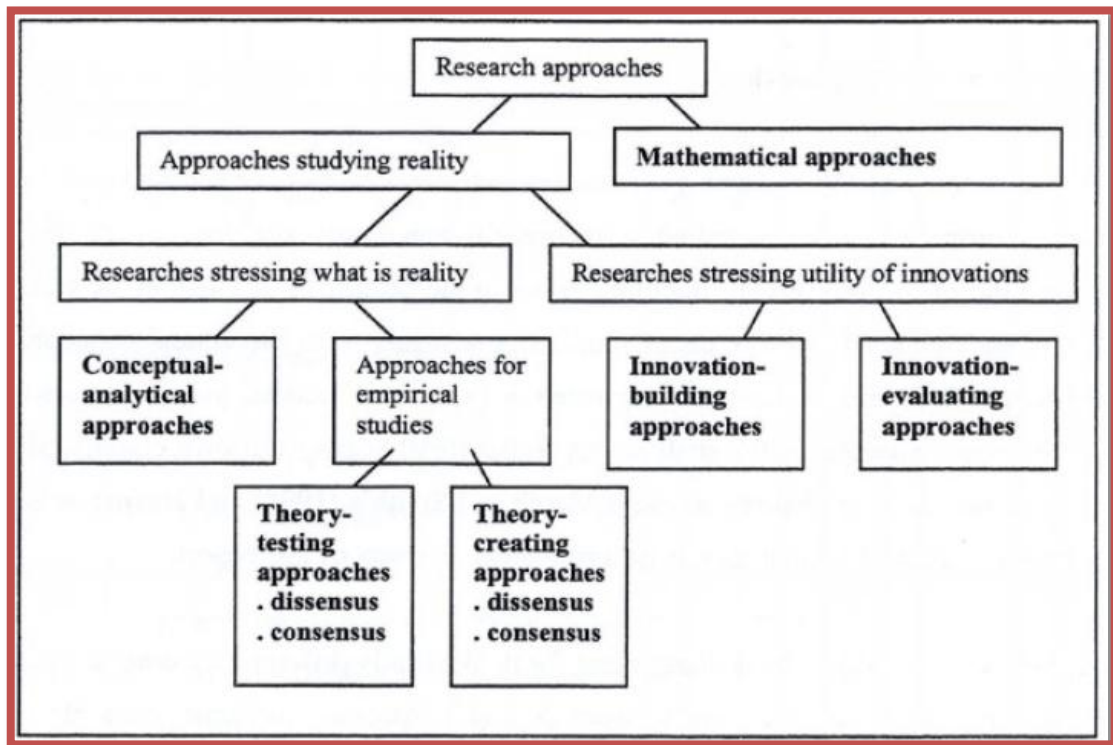 Research approaches
Approaches studying reality
Mathematical approaches
Researches stressing what is reality
Researches stressing utility of innovations
Conceptual-
analytical
approaches
Approaches for
empirical
studies
Innovation-
building
approaches
Innovation-
evaluating
approaches
Theory-
testing
approaches
. dissensus
. consensus
Theory-
creating
approaches
. dissensus
. consensus